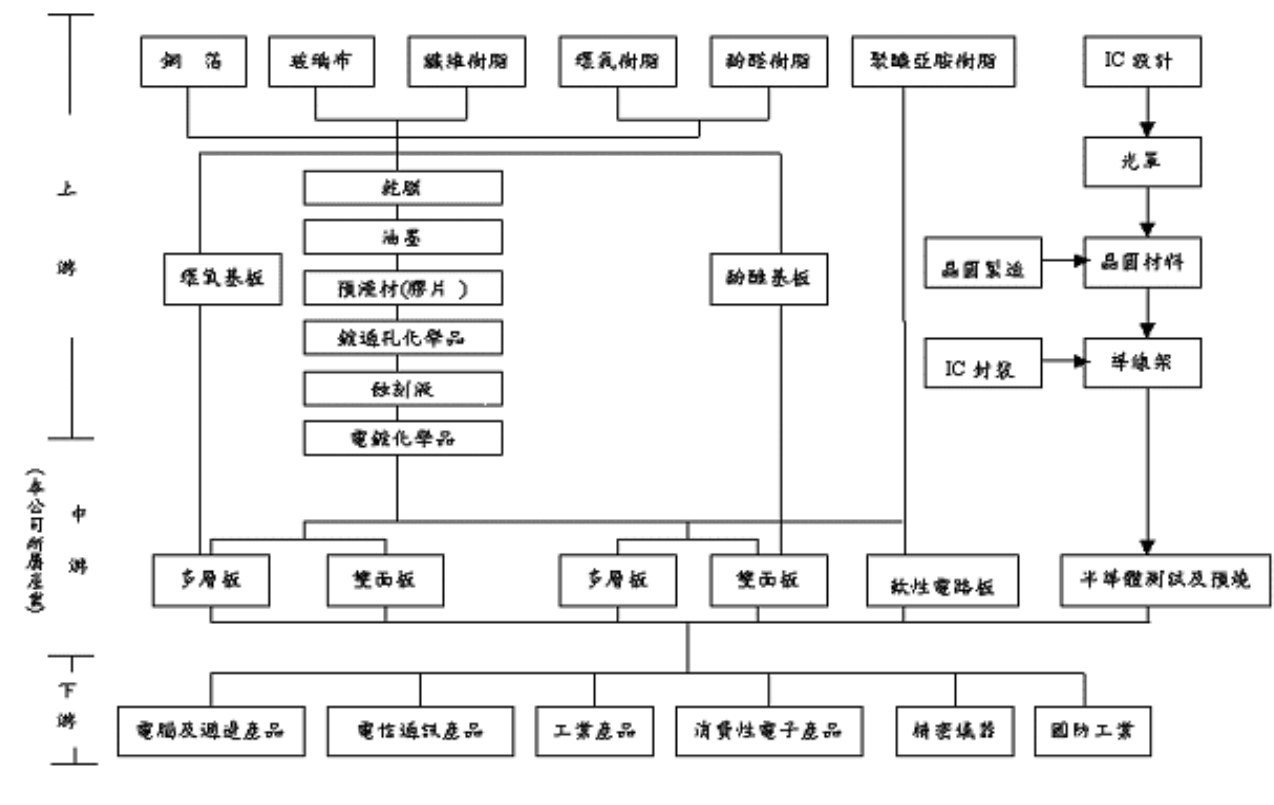 銅 箔
玻璃布
纖維樹脂
環氧樹脂
酚醛樹脂
聚醯亞胺樹脂
IC 設計
光罩
上
游
乾膜
油墨
預浸材(膠片 )
鍍通孔化學品
蝕刻液
電鍍化學品
環氧基板
酚醛基板
晶圓製造
晶圓材料
IC 封裝
導線架
中
游
(本公司所屬產業)
多層板
雙面板
多層板
雙面板
軟性電路板
半導體測試及預燒
下
游
電腦及週邊產品
電信通訊產品
工業產品
消費性電子產品
精密儀器
國防工業